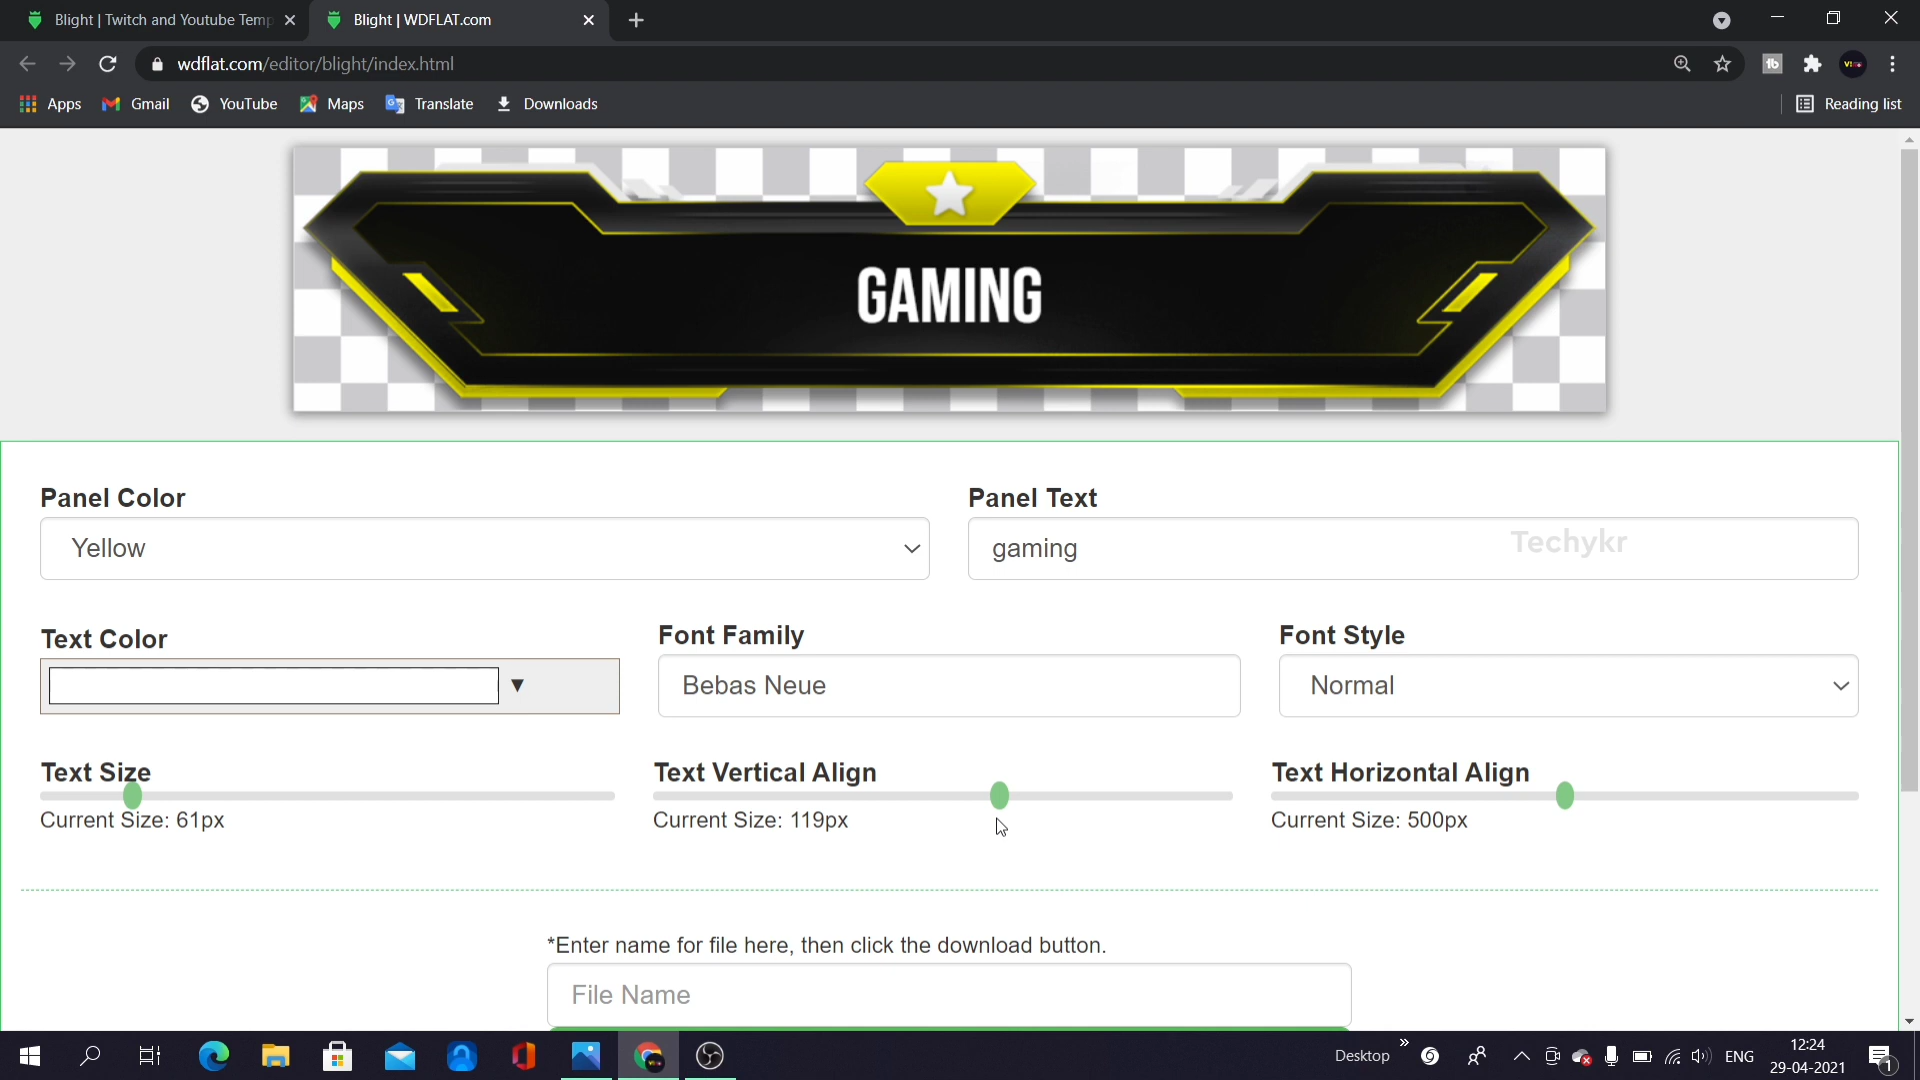 Blight | Twitch and Youtube Temp
Blight | WDFLAT.com
wdflat.com/editor/blight/index.html
Apps
Gmail
YouTube
Maps
Translate
Downloads
Reading list
GAMING
Panel Color
Panel Text
Yellow
gaming
Techykr
Text Color
Font Family
Font Style
Bebas Neue
Normal
Text Size
Text Vertical Align
Text Horizontal Align
Current Size: 61px
Current Size: 119px
Current Size: 500px
*Enter name for file here, then click the download button.
File Name
Desktop
ENG
12:24
29-04-2021
1